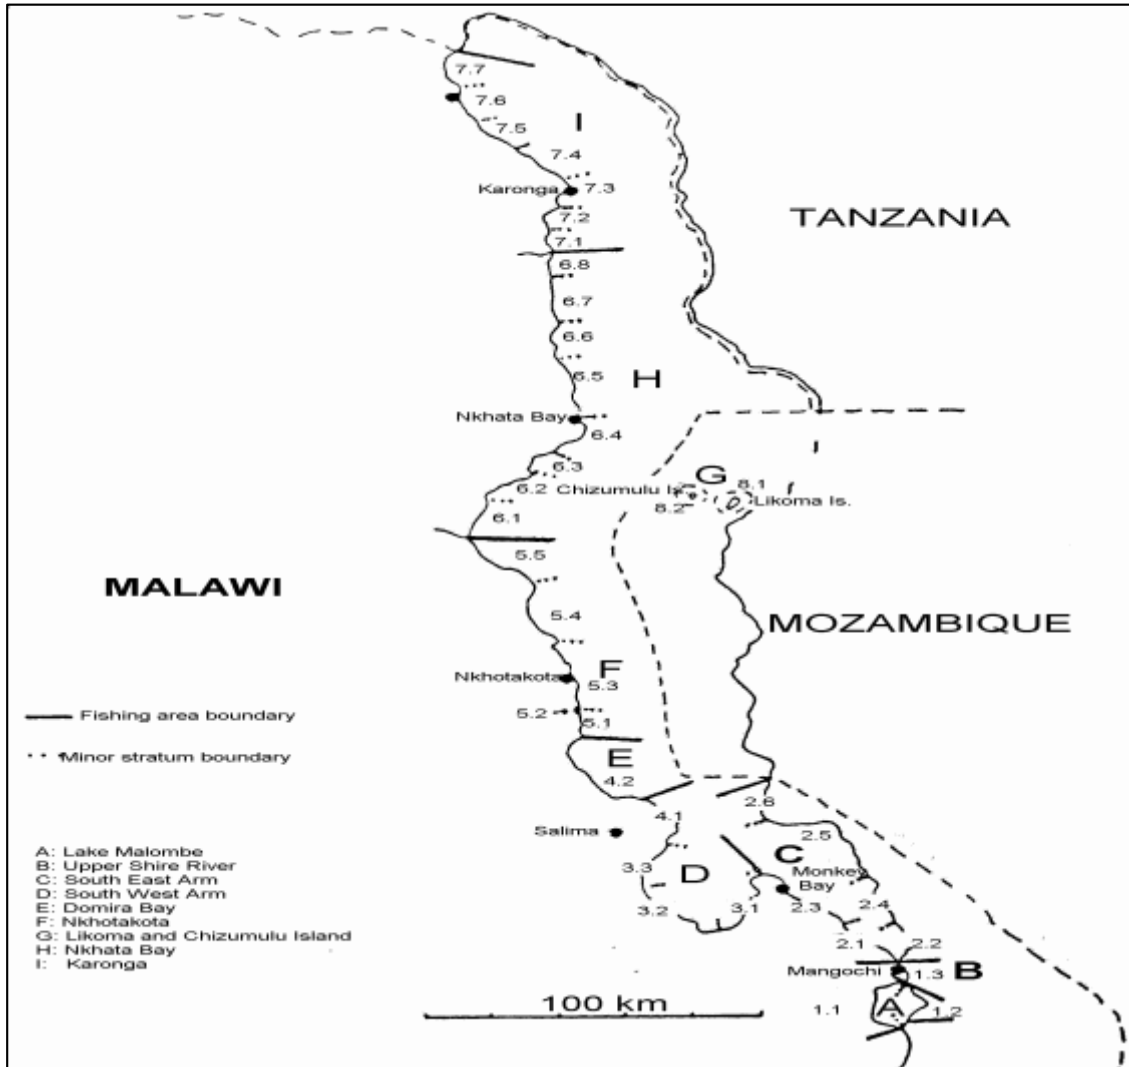 7.7
7.6
7.5
I
7.4
Karonga
7.3
7.2
TANZANIA
7.1
6.8
6.7
6.6
6.5
H
Nkhata Bay
6.4
6.3
G
6.2
Chizumulu Is.
8.1
8.2
Likoma Is.
6.1
5.5
MALAWI
5.4
MOZAMBIQUE
F
Nkhotakota
5.3
5.2
5.1
Fishing area boundary
Minor stratum boundary
E
4.2
2.6
4.1
Salima
2.5
C
3.3
D
Monkey
Bay
2.4
3.2
3.1
2.3
2.1
2.2
Mangochi
1.3
B
1.1
A
1.2
A: Lake Malombe
B: Upper Shire River
C: South East Arm
D: South West Arm
E: Domira Bay
F: Nkhotakota
G: Likoma and Chizumulu Island
H: Nkhata Bay
I: Karonga
100 km